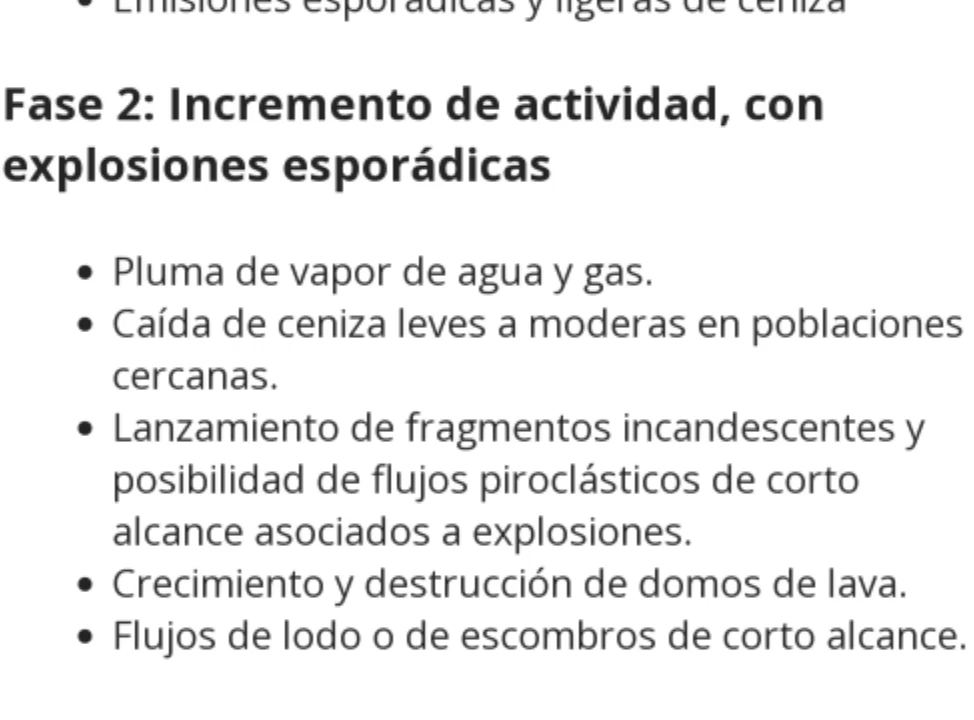 • Emisiones esporádicas y ligeras de ceniza
Fase 2: Incremento de actividad, con
explosiones esporádicas
• Pluma de vapor de agua y gas.
• Caída de ceniza leves a moderas en poblaciones
cercanas.
• Lanzamiento de fragmentos incandescentes y
posibilidad de flujos piroclásticos de corto
alcance asociados a explosiones.
• Crecimiento y destrucción de domos de lava.
• Flujos de lodo o de escombros de corto alcance.